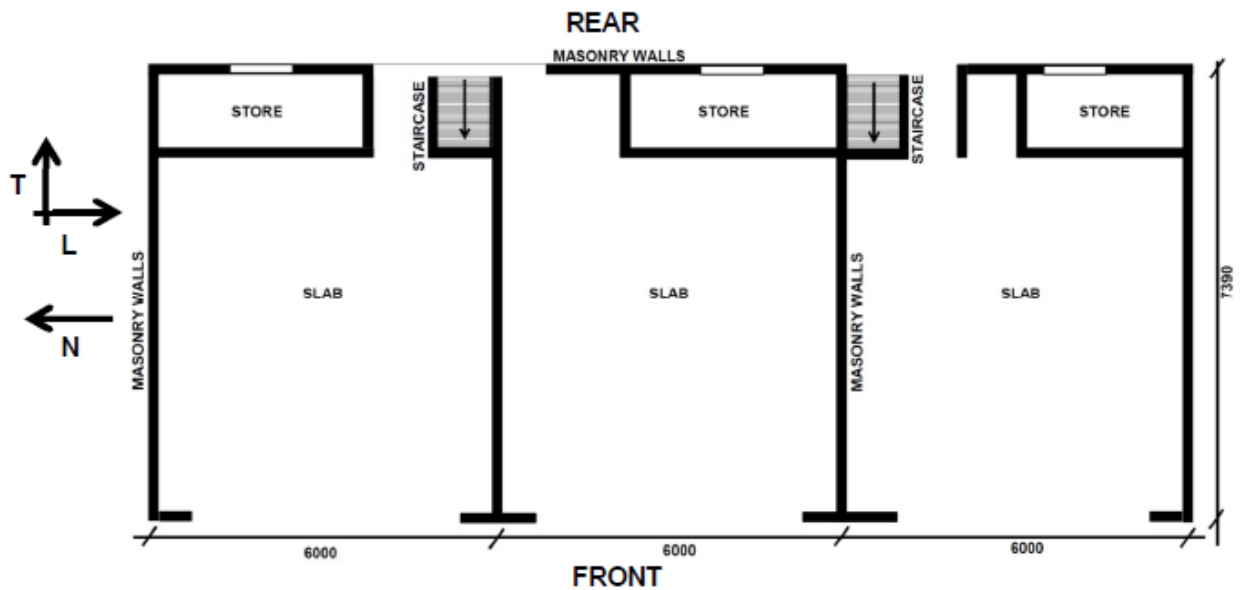 REAR
MASONRY WALLS
STORE
STAIRCASE
STORE
STAIRCASE
STORE
T
L
N
MASONRY WALLS
SLAB
SLAB
MASONRY WALLS
SLAB
7390
6000
6000
6000
FRONT